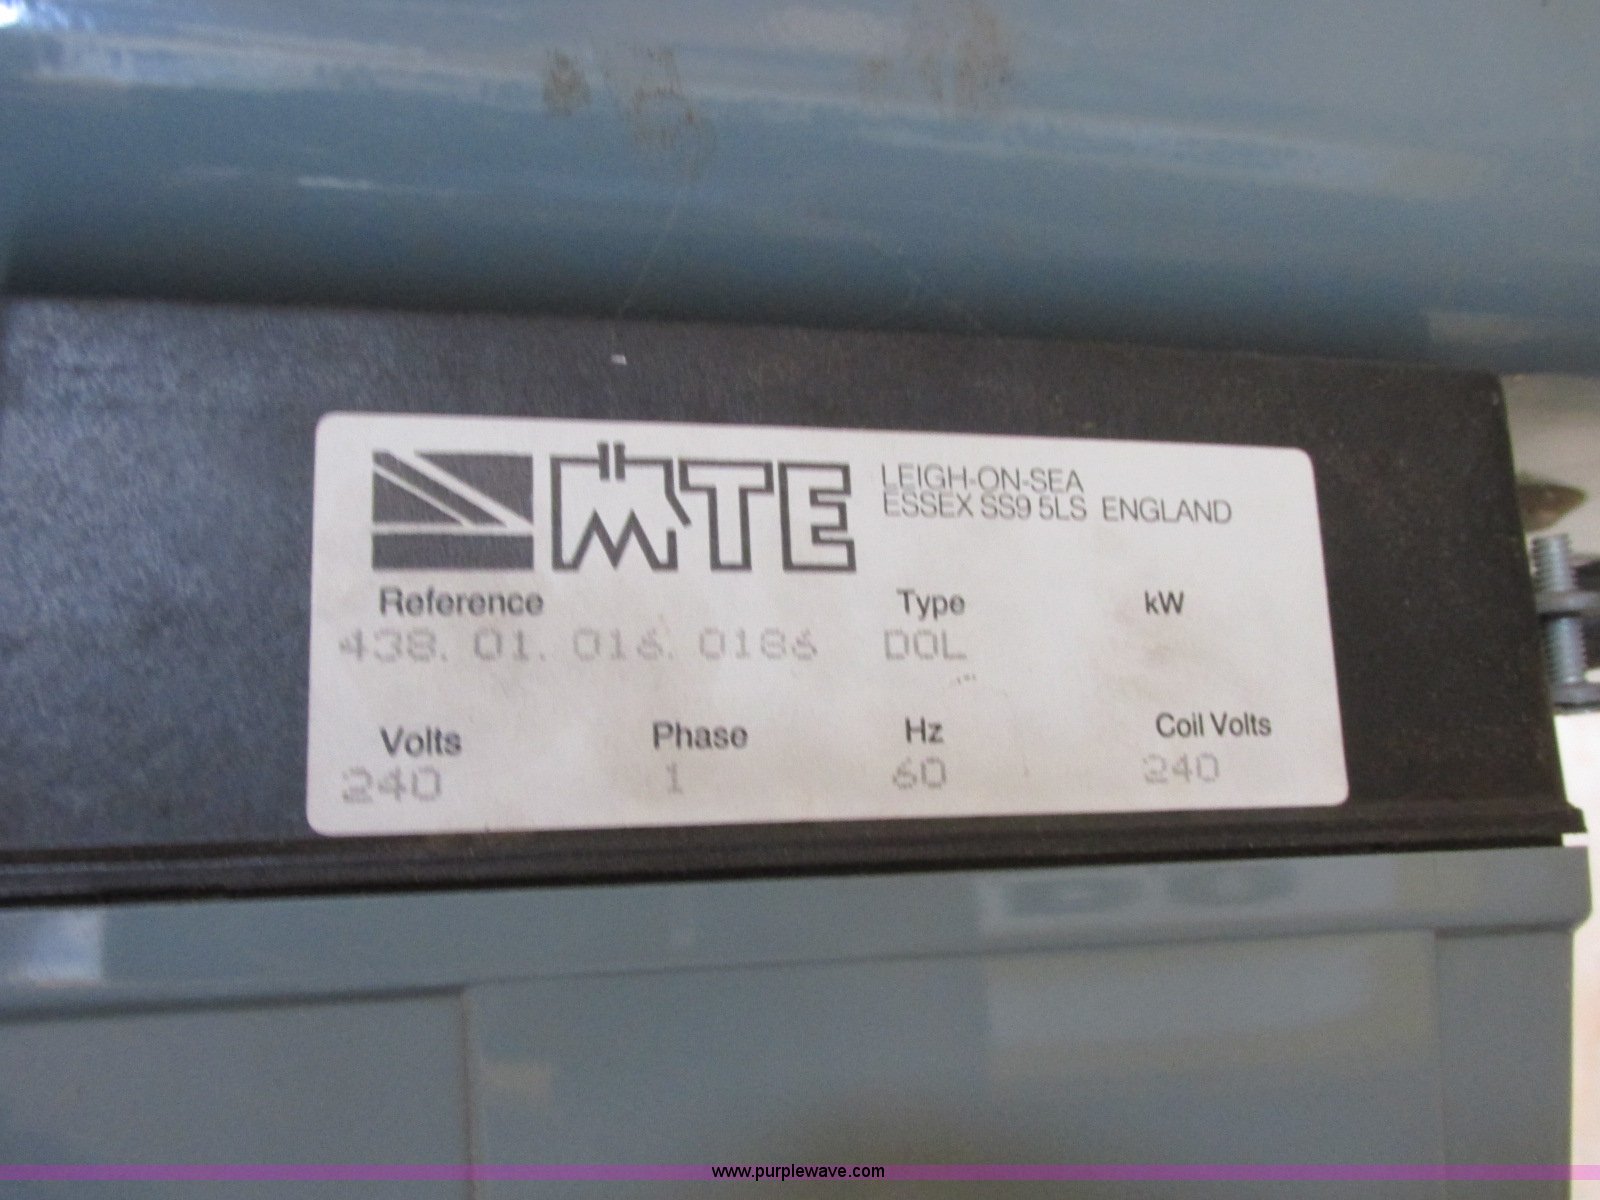 MTE
LEIGH-ON-SEA
ESSEX SS9 5LS ENGLAND
Reference Type kW
438. 01. 016. 0186 DOL
Volts Phase Hz Coil Volts
240 1 60 240
www.purplewave.com